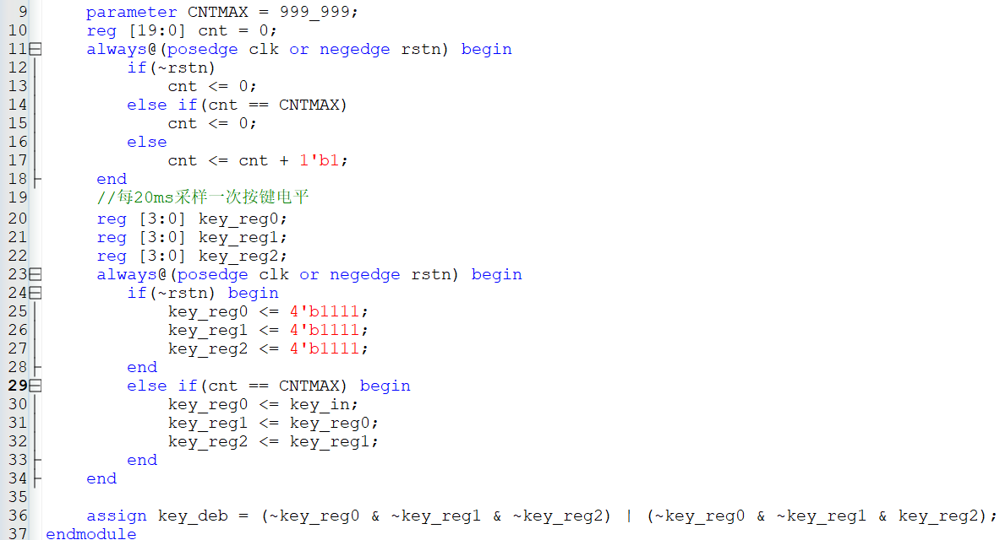 9 parameter CNTMAX = 999_999;
10 reg [19:0] cnt = 0;
11 always@(posedge clk or negedge rstn) begin
12 if(~rstn)
13 cnt <= 0;
14 else if(cnt == CNTMAX)
15 cnt <= 0;
16 else
17 cnt <= cnt + 1'b1;
18 end
19 //每20ms采样一次按键电平
20 reg [3:0] key_reg0;
21 reg [3:0] key_reg1;
22 reg [3:0] key_reg2;
23 always@(posedge clk or negedge rstn) begin
24 if(~rstn) begin
25 key_reg0 <= 4'b1111;
26 key_reg1 <= 4'b1111;
27 key_reg2 <= 4'b1111;
28 end
29 else if(cnt == CNTMAX) begin
30 key_reg0 <= key_in;
31 key_reg1 <= key_reg0;
32 key_reg2 <= key_reg1;
33 end
34 end
35
36 assign key_deb = (~key_reg0 & ~key_reg1 & ~key_reg2) | (~key_reg0 & ~key_reg1 & key_reg2);
37 endmodule